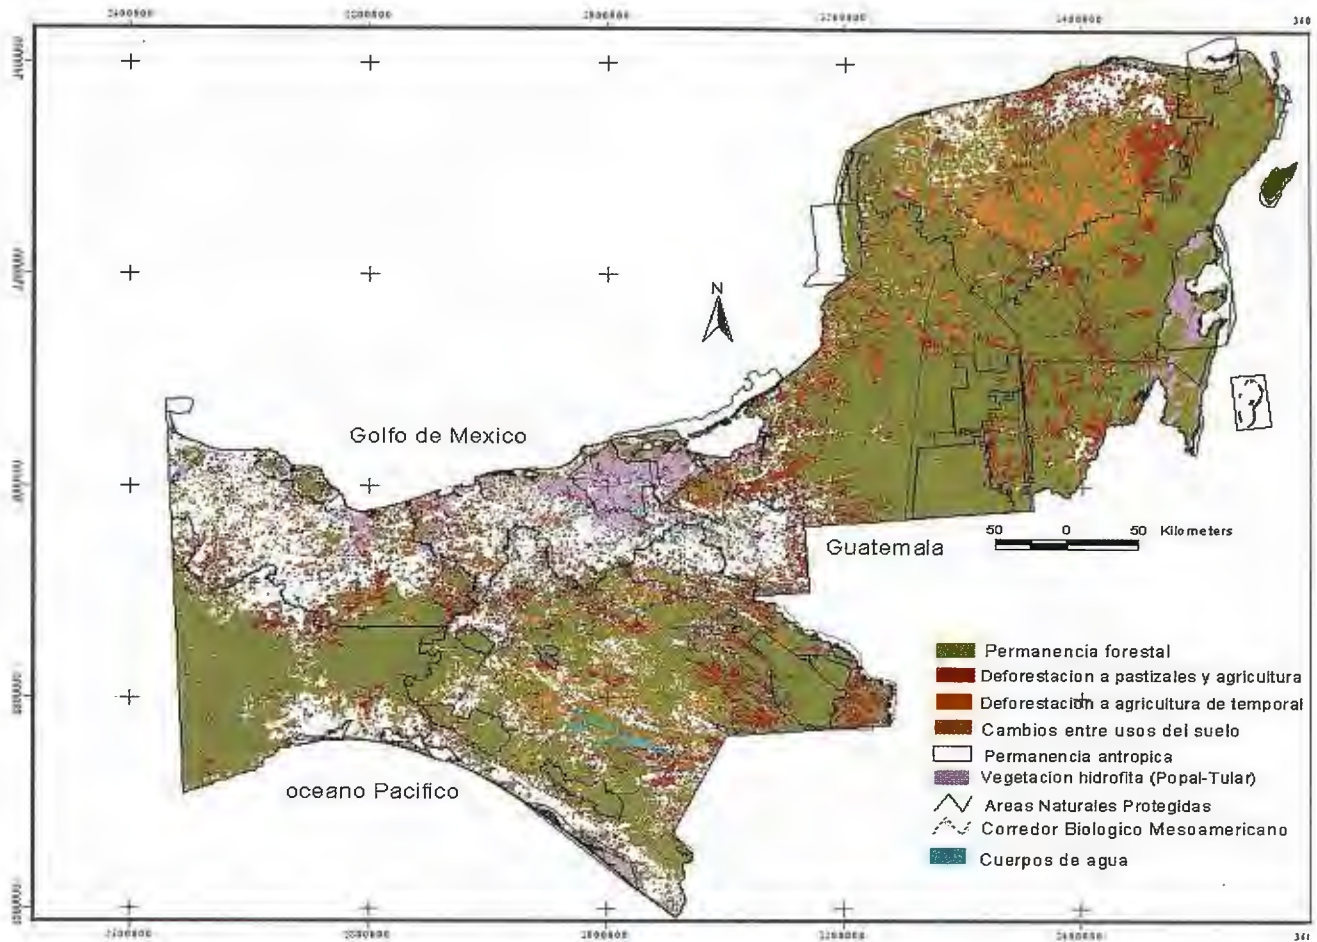 N
Golfo de Mexico
50 0 50 Kilometers
Guatemala
Permanencia forestal
Deforestacion a pastizales y agricultura
Deforestacion a agricultura de temporal
Cambios entre usos del suelo
Permanencia antropica
Vegetacion hidrofita (Popal-Tular)
oceano Pacifico
Areas Naturales Protegidas
Corredor Biologico Mesoamericano
Cuerpos de agua